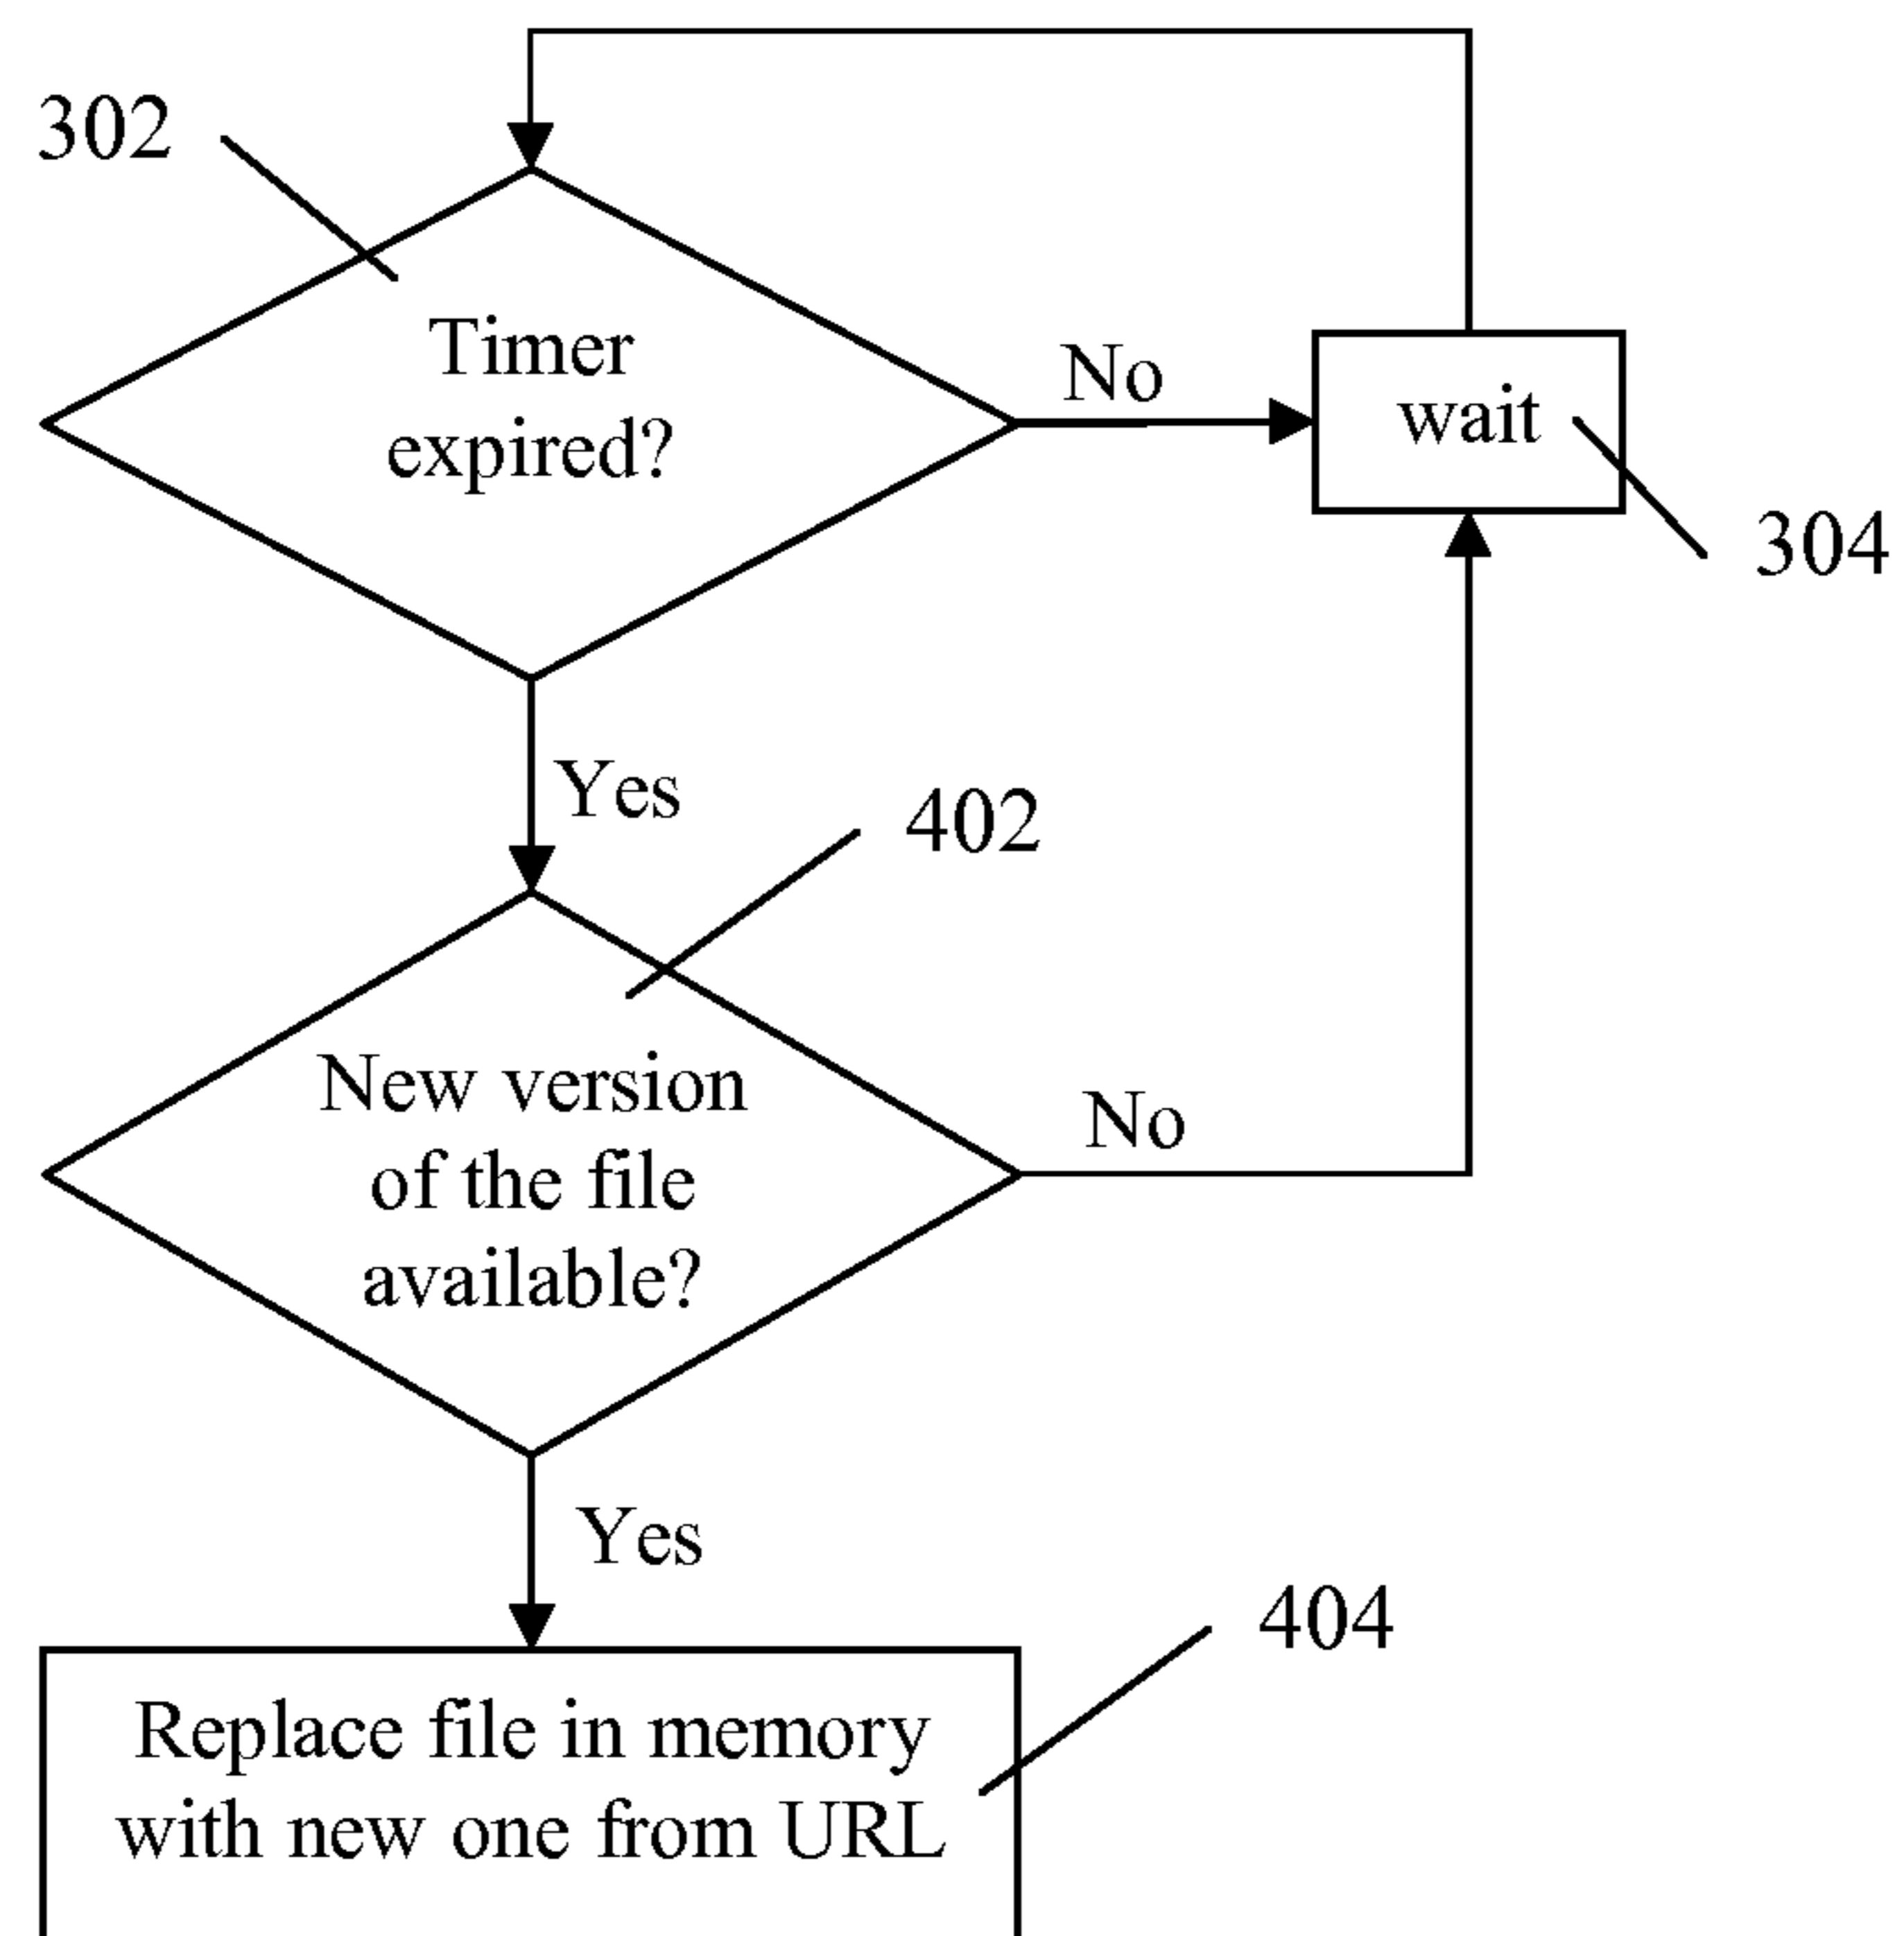 302
Timer
expired?
No
wait
304
Yes
402
New version
of the file
available?
No
Yes
404
Replace file in memory
with new one from URL